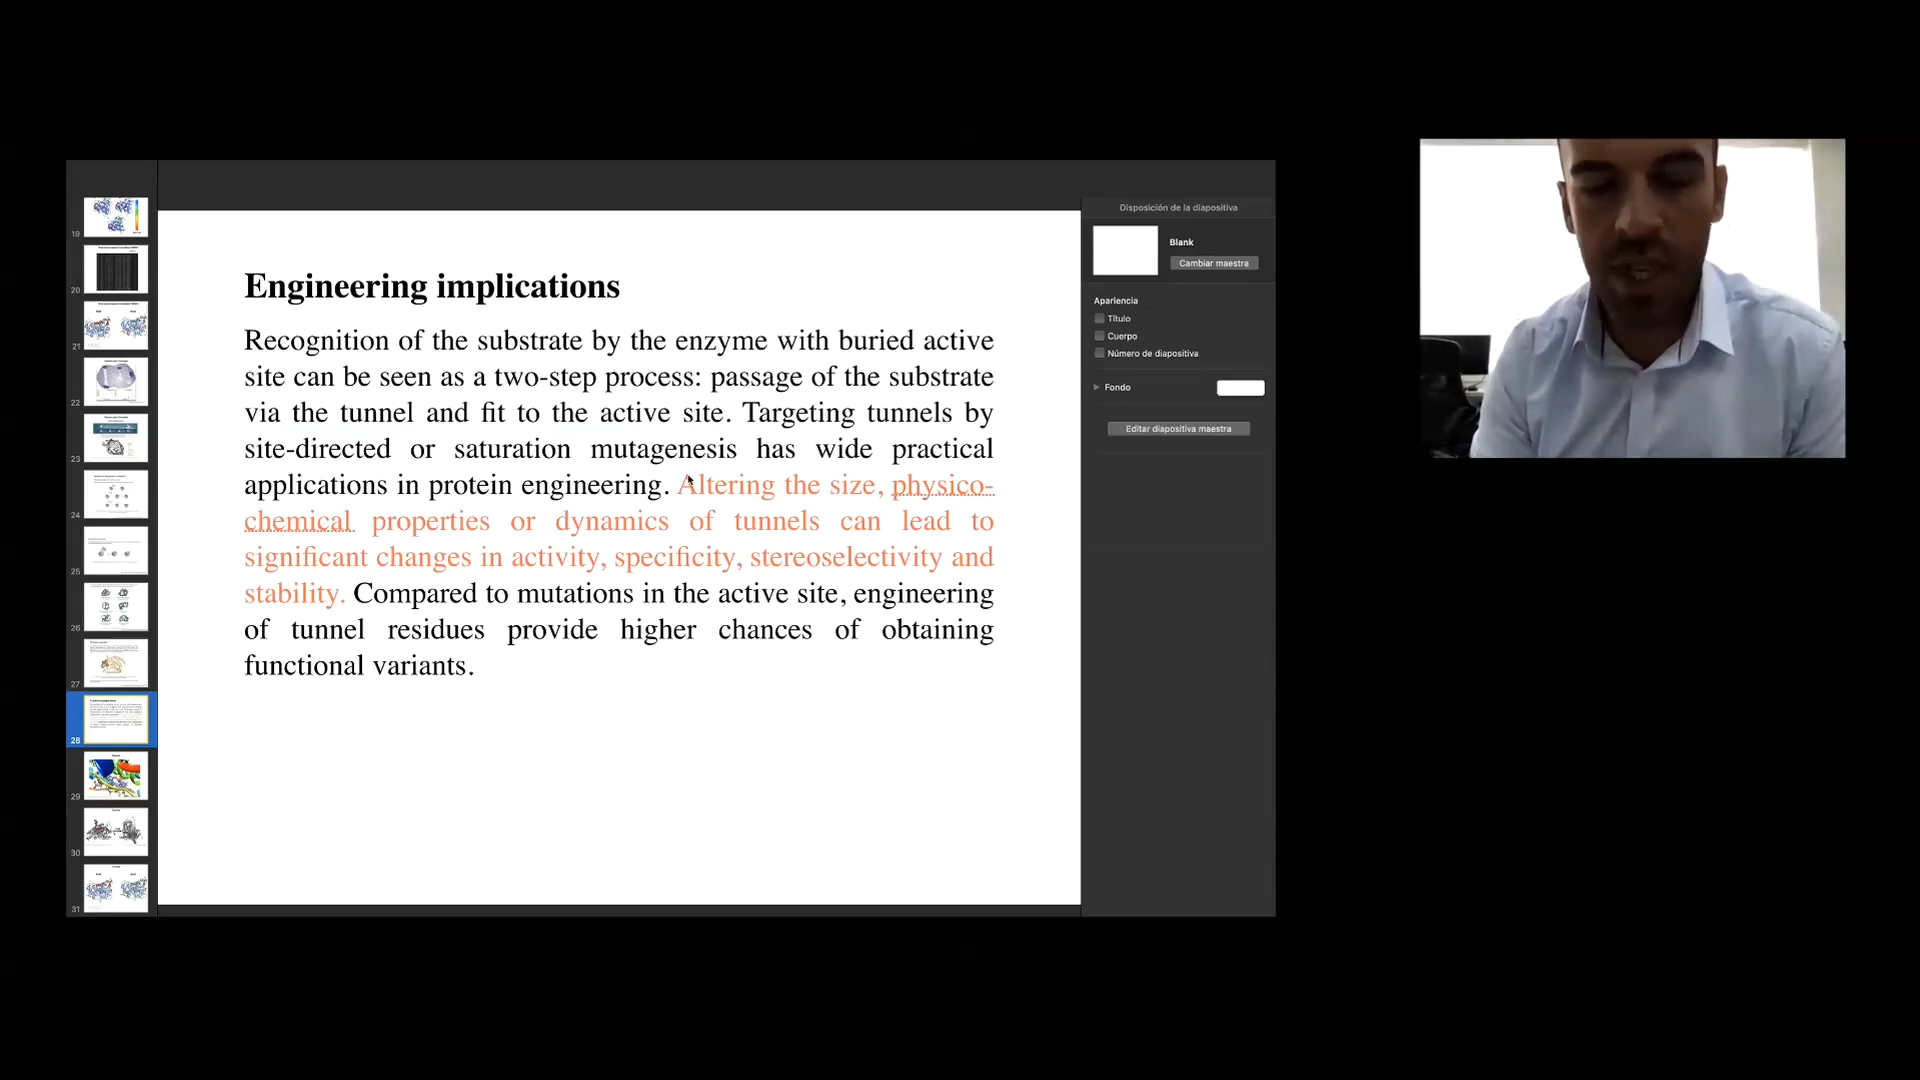 19
20
21
22
23
24
25
26
27
28
29
30
31
Engineering implications
Recognition of the substrate by the enzyme with buried active
site can be seen as a two-step process: passage of the substrate
via the tunnel and fit to the active site. Targeting tunnels by
site-directed or saturation mutagenesis has wide practical
applications in protein engineering. Altering the size, physico-
chemical properties or dynamics of tunnels can lead to
significant changes in activity, specificity, stereoselectivity and
stability. Compared to mutations in the active site, engineering
of tunnel residues provide higher chances of obtaining
functional variants.
Disposición de la diapositiva
Blank
Cambiar maestra
Apariencia
Título
Cuerpo
Número de diapositiva
Fondo
Editar diapositiva maestra